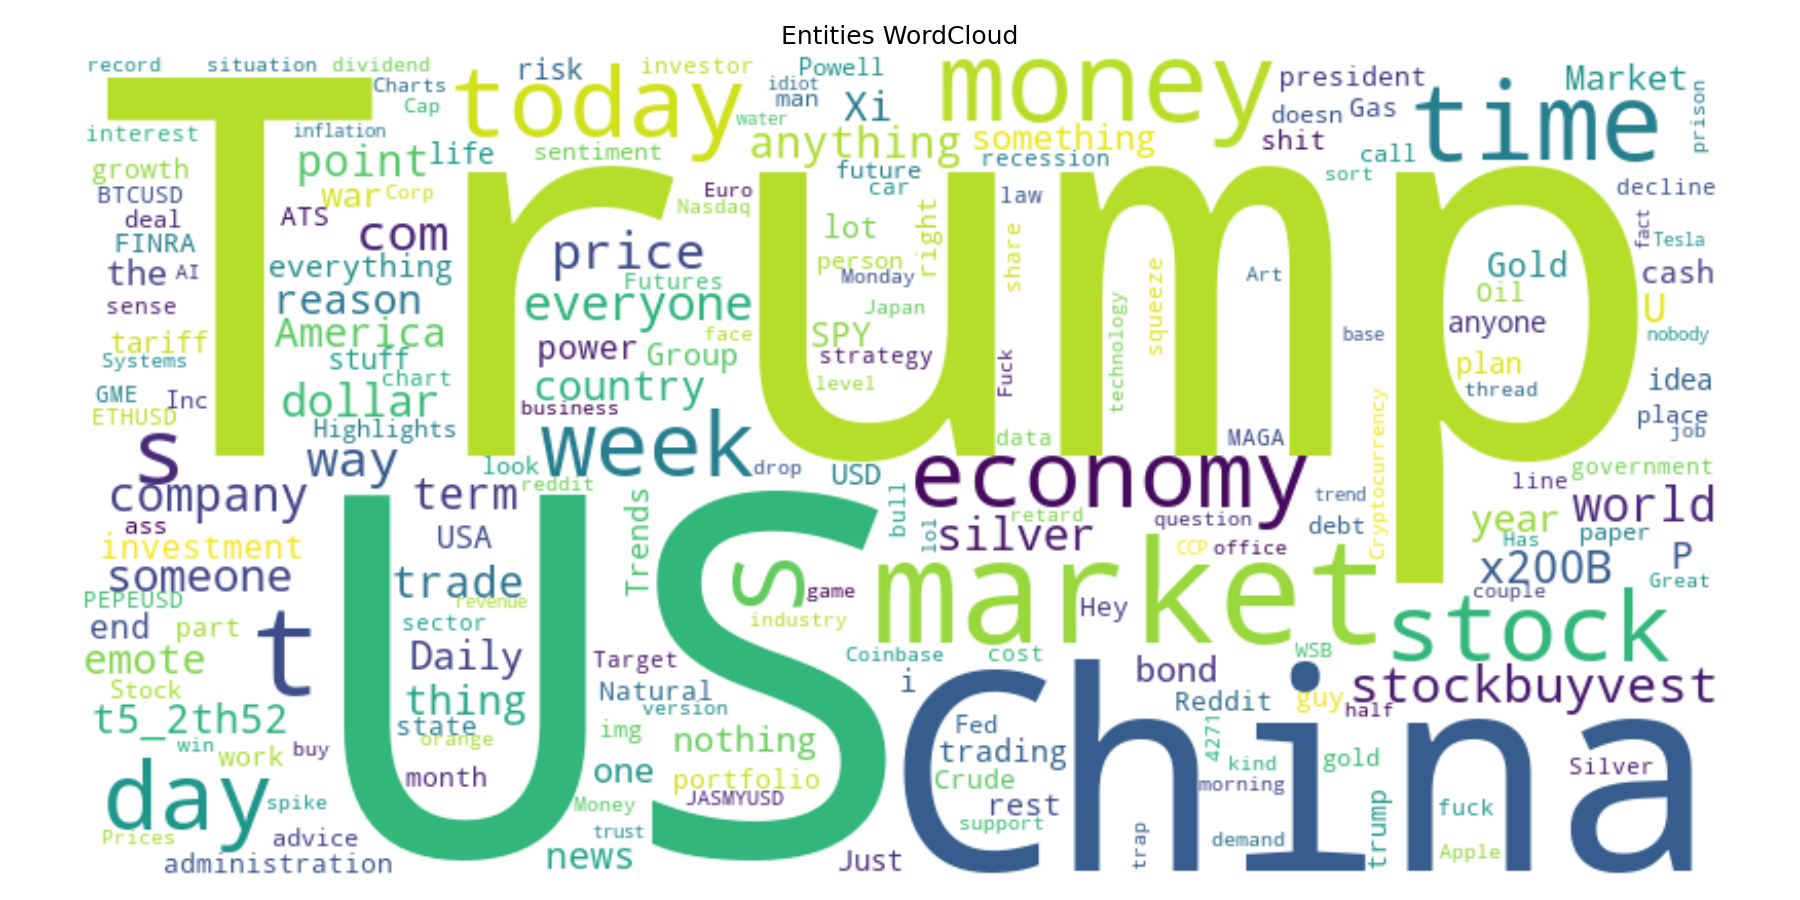 Entities WordCloud
Trump
US
China
record
situation
dividend
Charts
Cap
risk
investor
today
Powell
idiot
man
Xi
water
money
president
doesn
Gas
shit
time
Market
prison
interest
inflation
growth
point
life
sentiment
anything
something
recession
call
sort
future
car
law
decline
BTCUSD
war
Corp
Euro
Nasdaq
deal
ATS
com
lot
right
share
fact
Tesla
FINRA
price
person
Monday
Art
Gold
the
AI
everything
Futures
Japan
squeeze
technology
Oil
cash
U
sense
reason
everyone
SPY
anyone
base
nobody
tariff
America
power
face
strategy
Fuck
plan
Systems
stuff
Group
level
thread
idea
GME
Inc
chart
country
ETHUSD
dollar
business
place
job
Highlights
week
data
MAGA
Cryptocurrency
s
way
look
reddit
drop
USD
economy
line
government
company
term
Trends
bull
lol
retard
trend
world
ass
USA
silver
question
debt
year
Has
paper
investment
CCP
office
someone
trade
S
game
market
x200B
P
couple
Great
PEPEUSD
revenue
industry
Hey
stock
end
part
t
sector
emote
Daily
Target
Coinbase
cost
WSB
bond
Stock
thing
Natural
version
i
Reddit
guy
half
stockbuyvest
t5_2th52
state
orange
img
nothing
Fed
trading
4271
win
work
buy
month
one
portfolio
Crude
kind
gold
morning
Silver
day
spike
JASMYUSD
Money
rest
trump
fuck
Prices
advice
trust
support
trap
demand
Apple
administration
news
Just